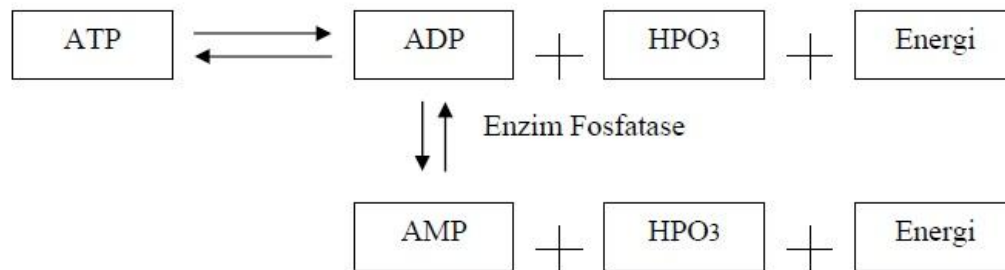 ATP ADP + HPO3 + Energi
Enzim Fosfatase
AMP + HPO3 + Energi